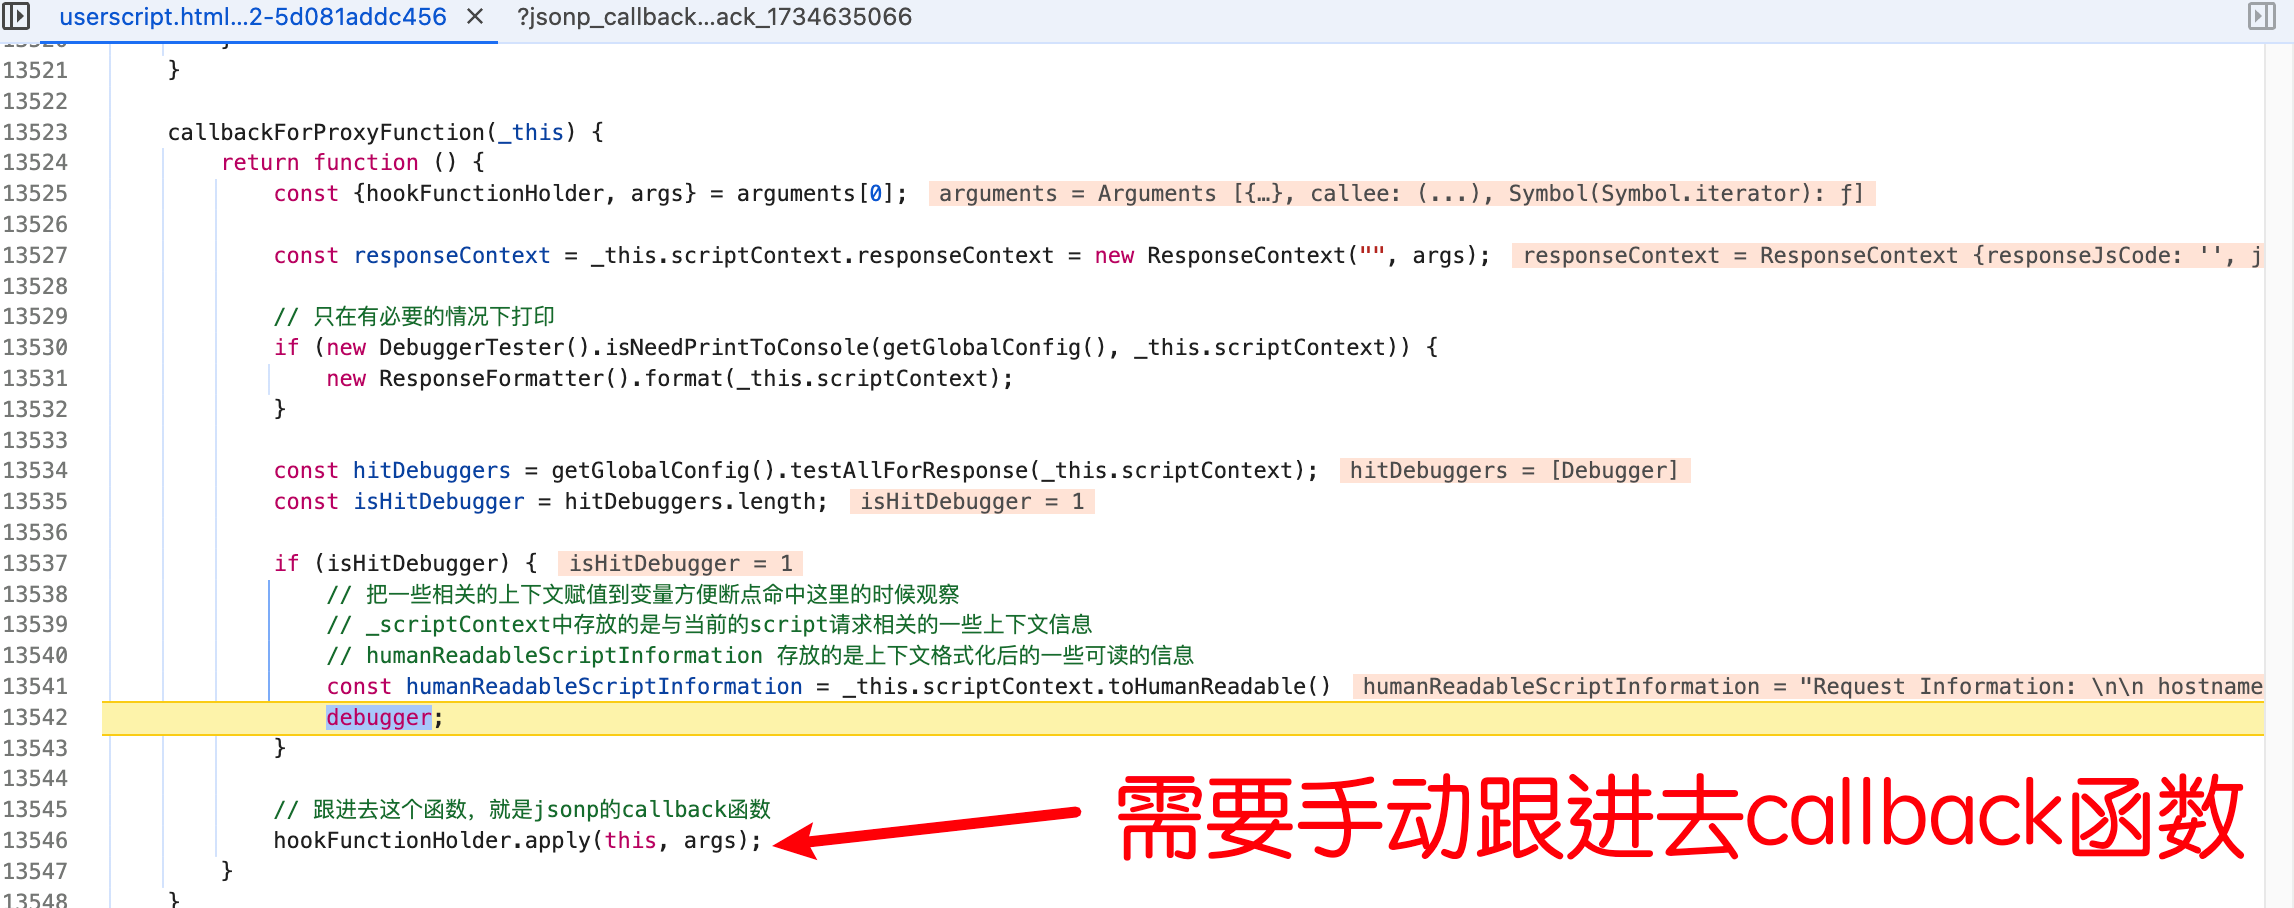 userscript.html...2-5d081addc456 × ?jsonp_callback...ack_1734635066
13521 }
13522
13523 callbackForProxyFunction(_this) {
13524 return function () {
13525 const {hookFunctionHolder, args} = arguments[0]; arguments = Arguments [{…}, callee: (...), Symbol(Symbol.iterator): ƒ]
13526
13527 const responseContext = _this.scriptContext.responseContext = new ResponseContext("", args); responseContext = ResponseContext {responseJsCode: '', j
13528
13529 // 只在有必要的情况下打印
13530 if (new DebuggerTester().isNeedPrintToConsole(getGlobalConfig(), _this.scriptContext)) {
13531 new ResponseFormatter().format(_this.scriptContext);
13532 }
13533
13534 const hitDebuggers = getGlobalConfig().testAllForResponse(_this.scriptContext); hitDebuggers = [Debugger]
13535 const isHitDebugger = hitDebuggers.length; isHitDebugger = 1
13536
13537 if (isHitDebugger) { isHitDebugger = 1
13538 // 把一些相关的上下文赋值到变量方便断点命中这里的时候观察
13539 // _scriptContext中存放的是与当前的script请求相关的一些上下文信息
13540 // humanReadableScriptInformation 存放的是上下文格式化后的一些可读的信息
13541 const humanReadableScriptInformation = _this.scriptContext.toHumanReadable() humanReadableScriptInformation = "Request Information: \n\n hostname
13542 debugger;
13543 }
13544
13545 // 跟进去这个函数，就是jsonp的callback函数
13546 hookFunctionHolder.apply(this, args);
需要手动跟进去callback函数
13547 }
13548 }